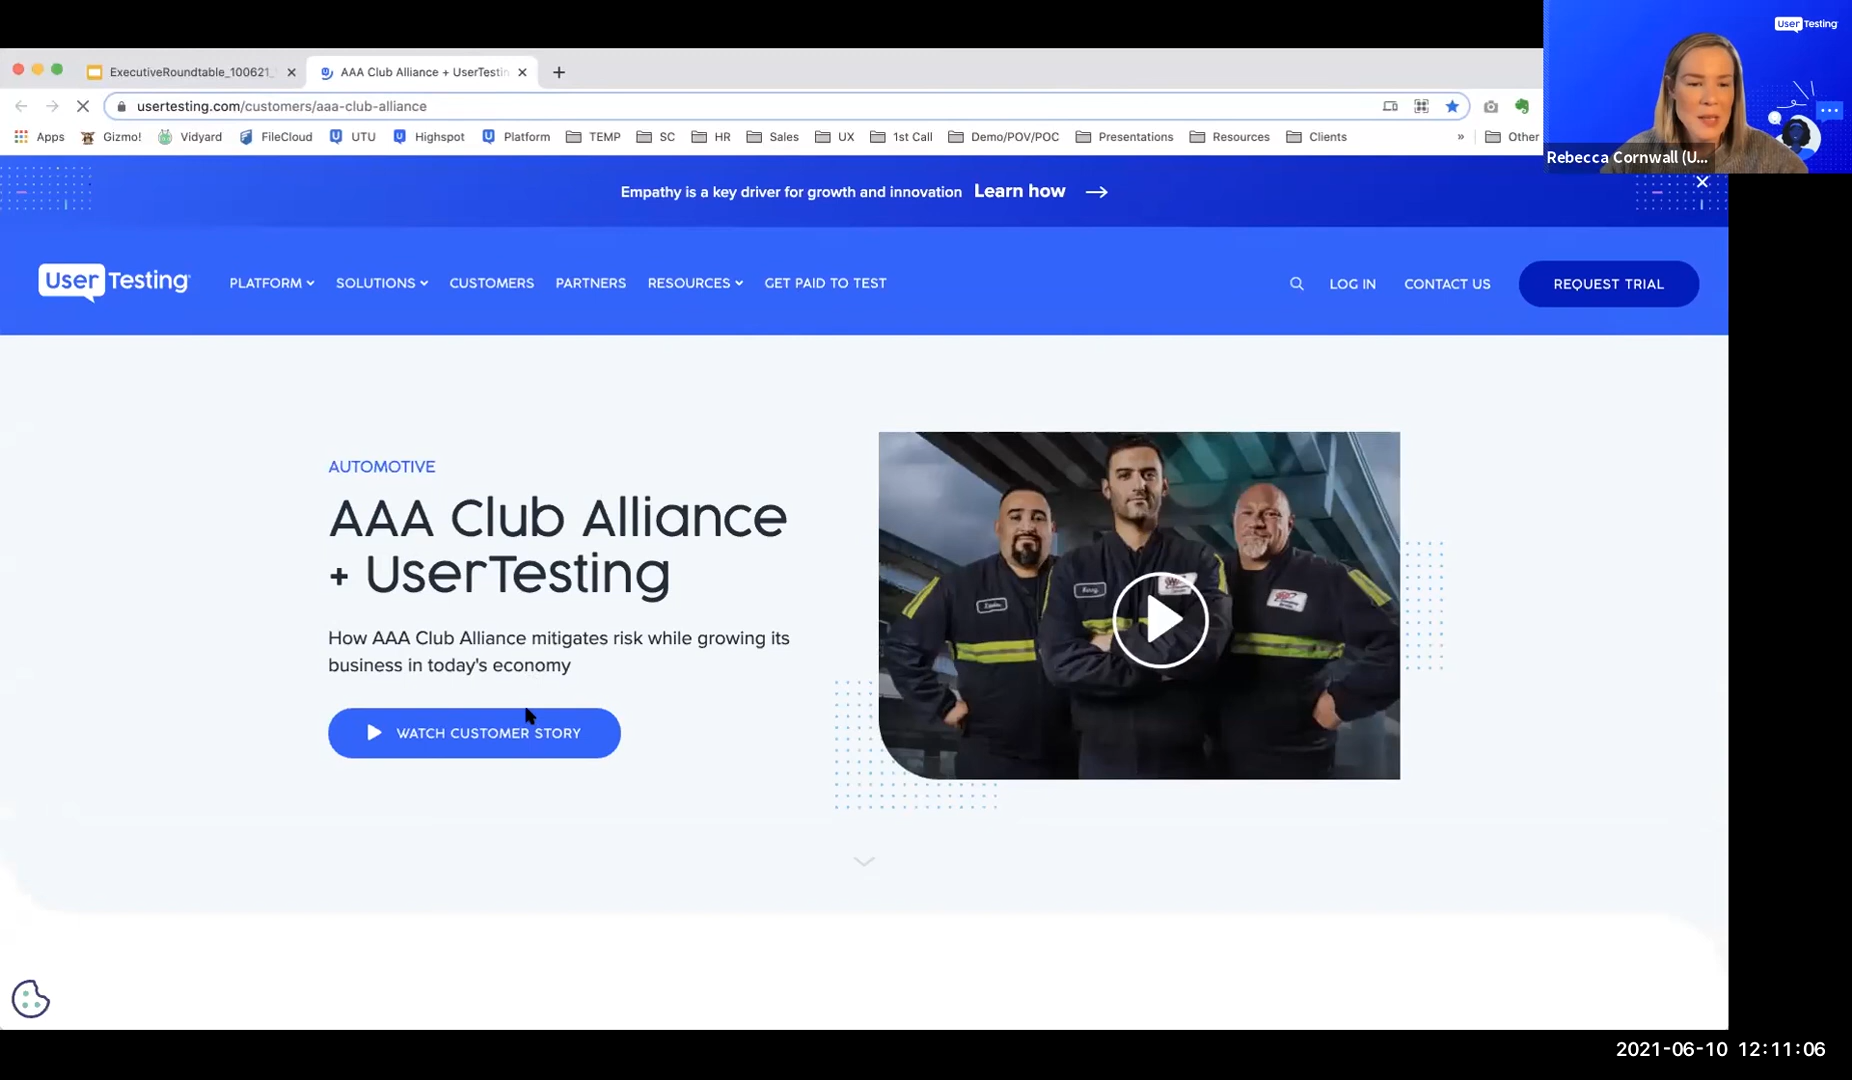 User Testing
ExecutiveRoundtable_100621_
AAA Club Alliance + UserTestin
usertesting.com/customers/aaa-club-alliance
Apps Gizmo! Vidyard FileCloud UTU Highspot Platform TEMP SC HR Sales UX 1st Call Demo/POV/POC Presentations Resources Clients » Other
Rebecca Cornwall (U...
Empathy is a key driver for growth and innovation Learn how →
User Testing
PLATFORM SOLUTIONS CUSTOMERS PARTNERS RESOURCES GET PAID TO TEST LOG IN CONTACT US REQUEST TRIAL
AUTOMOTIVE
AAA Club Alliance
+ UserTesting
How AAA Club Alliance mitigates risk while growing its
business in today's economy
WATCH CUSTOMER STORY
2021-06-10 12:11:06